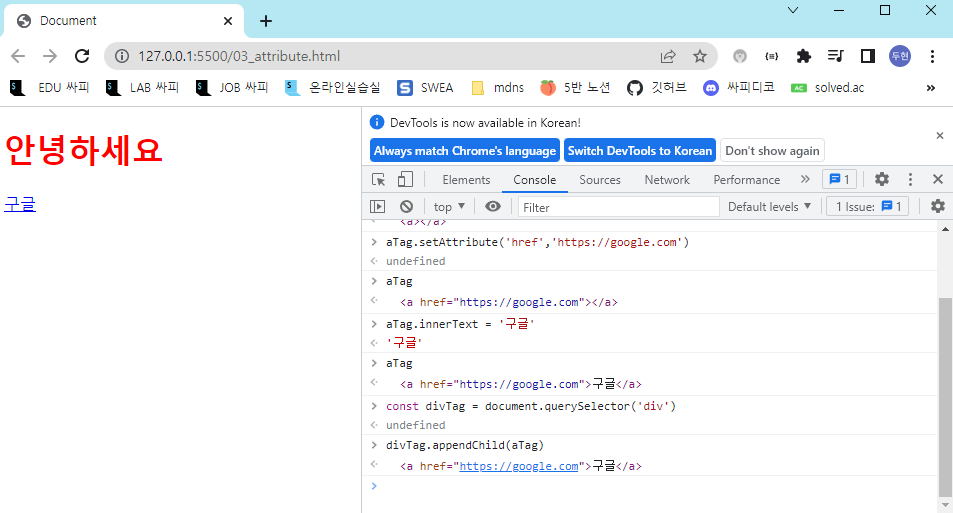 Document
127.0.0.1:5500/03_attribute.html
두현
EDU 싸피 LAB 싸피 JOB 싸피 온라인실습실 SWEA mdns 5반 노션 깃허브 싸피디코 AC solved.ac »
안녕하세요
구글
DevTools is now available in Korean!
Always match Chrome's language Switch DevTools to Korean Don't show again
Elements Console Sources Network Performance » 1
top ▼ Filter Default levels ▼ 1 Issue: 1
<a></a>
aTag.setAttribute('href','https://google.com')
undefined
aTag
<a href="https://google.com"></a>
aTag.innerText = '구글'
'구글'
aTag
<a href="https://google.com">구글</a>
const divTag = document.querySelector('div')
undefined
divTag.appendChild(aTag)
<a href="https://google.com">구글</a>